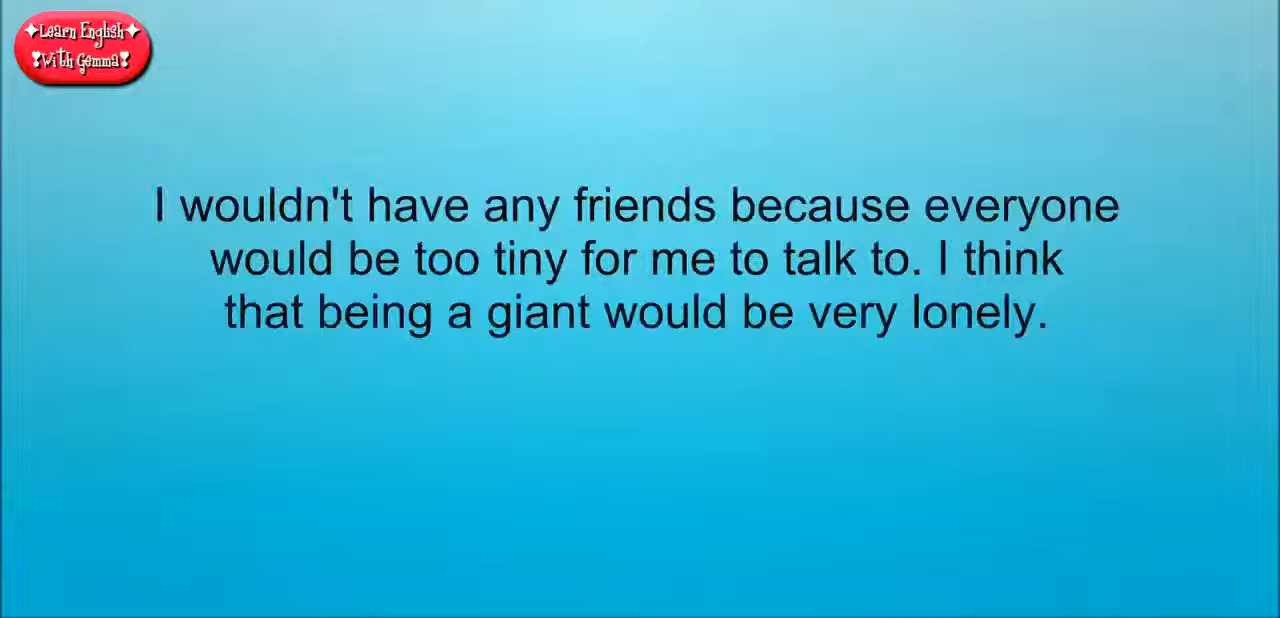 ✦Learn English✦
❣With Gemma❣
I wouldn't have any friends because everyone
would be too tiny for me to talk to. I think
that being a giant would be very lonely.